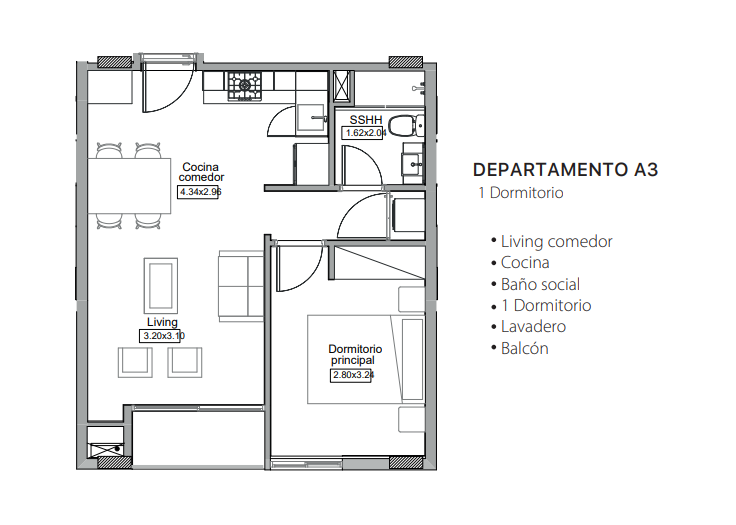 SSHH
1.62x2.04
Cocina
comedor
4.34x2.96
Living
3.20x3.10
Dormitorio
principal
2.80x3.24
DEPARTAMENTO A3
1 Dormitorio
• Living comedor
• Cocina
• Baño social
• 1 Dormitorio
• Lavadero
• Balcón